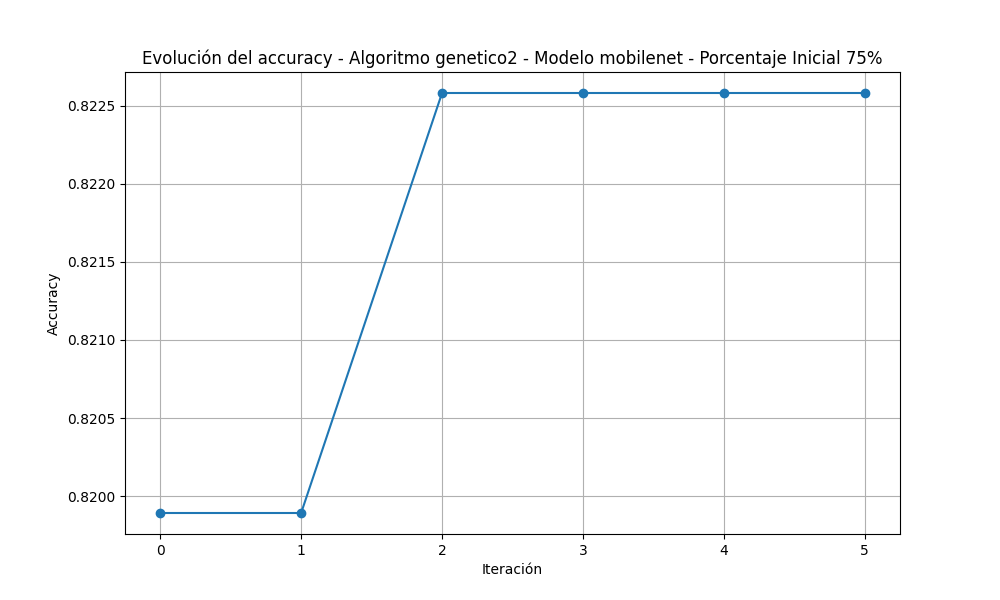 Evolución del accuracy - Algoritmo genetico2 - Modelo mobilenet - Porcentaje Inicial 75%
0.8225
0.8220
0.8215
0.8210
0.8205
0.8200
Accuracy
0 1 2 3 4 5
Iteración